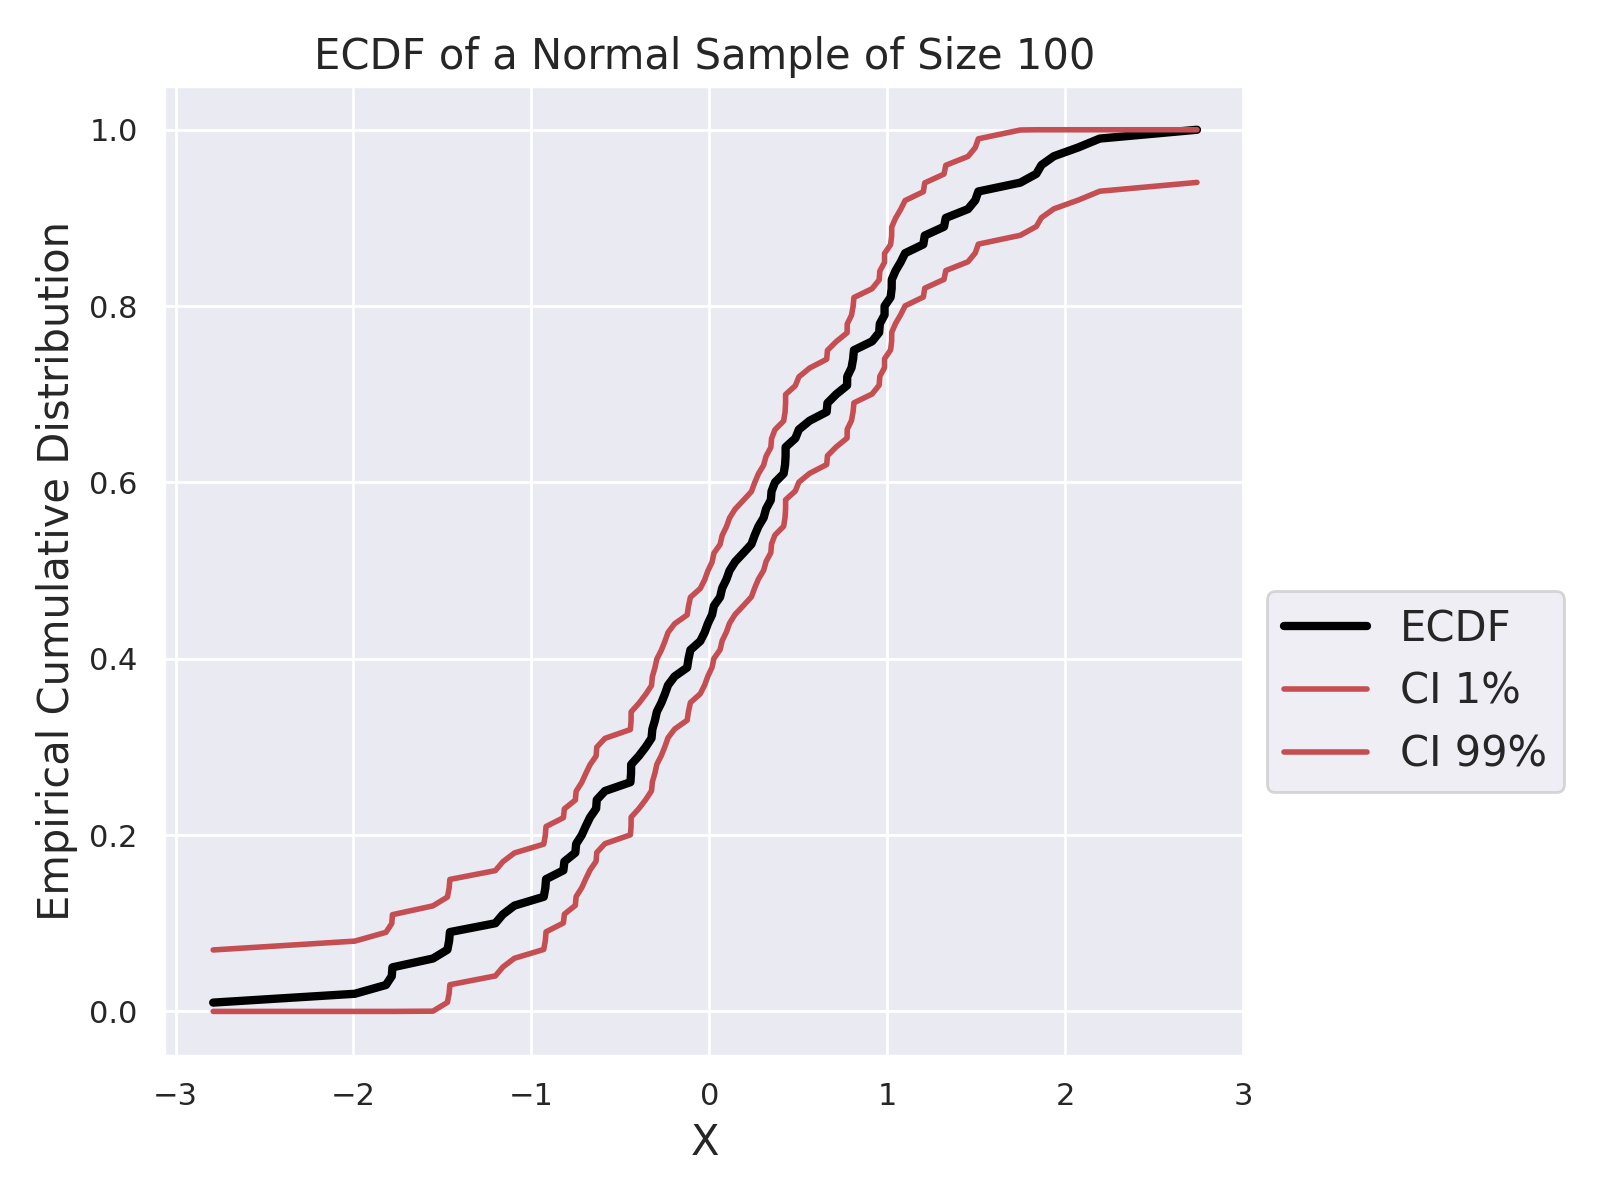 ECDF of a Normal Sample of Size 100
Empirical Cumulative Distribution
1.0
0.8
0.6
0.4
0.2
0.0
−3 −2 −1 0 1 2 3
X
ECDF
CI 1%
CI 99%